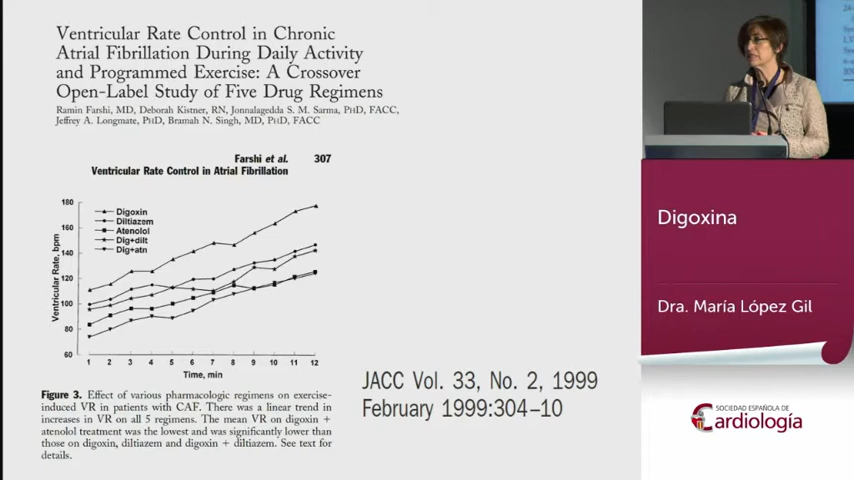 Ventricular Rate Control in Chronic
Atrial Fibrillation During Daily Activity
and Programmed Exercise: A Crossover
Open-Label Study of Five Drug Regimens
Ramin Farshi, MD, Deborah Kistner, RN, Jonnalagedda S. M. Sarma, PHD, FACC,
Jeffrey A. Longmate, PHD, Bramah N. Singh, MD, PHD, FACC
Farshi et al. 307
Ventricular Rate Control in Atrial Fibrillation
180
160
140
120
100
80
60
Ventricular Rate, bpm
Digoxin
Diltiazem
Atenolol
Dig+dilt
Dig+atn
1 2 3 4 5 6 7 8 9 10 11 12
Time, min
Figure 3. Effect of various pharmacologic regimens on exercise-
induced VR in patients with CAF. There was a linear trend in
increases in VR on all 5 regimens. The mean VR on digoxin +
atenolol treatment was the lowest and was significantly lower than
those on digoxin, diltiazem and digoxin + diltiazem. See text for
details.
JACC Vol. 33, No. 2, 1999
February 1999:304–10
Digoxina
Dra. María López Gil
SOCIEDAD ESPAÑOLA DE
Cardiología